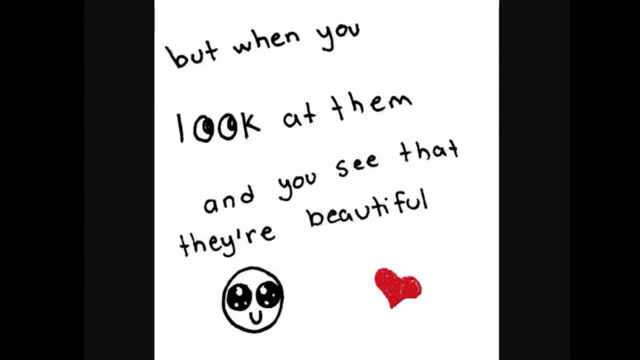 but when you
look at them
and you see that
they're beautiful